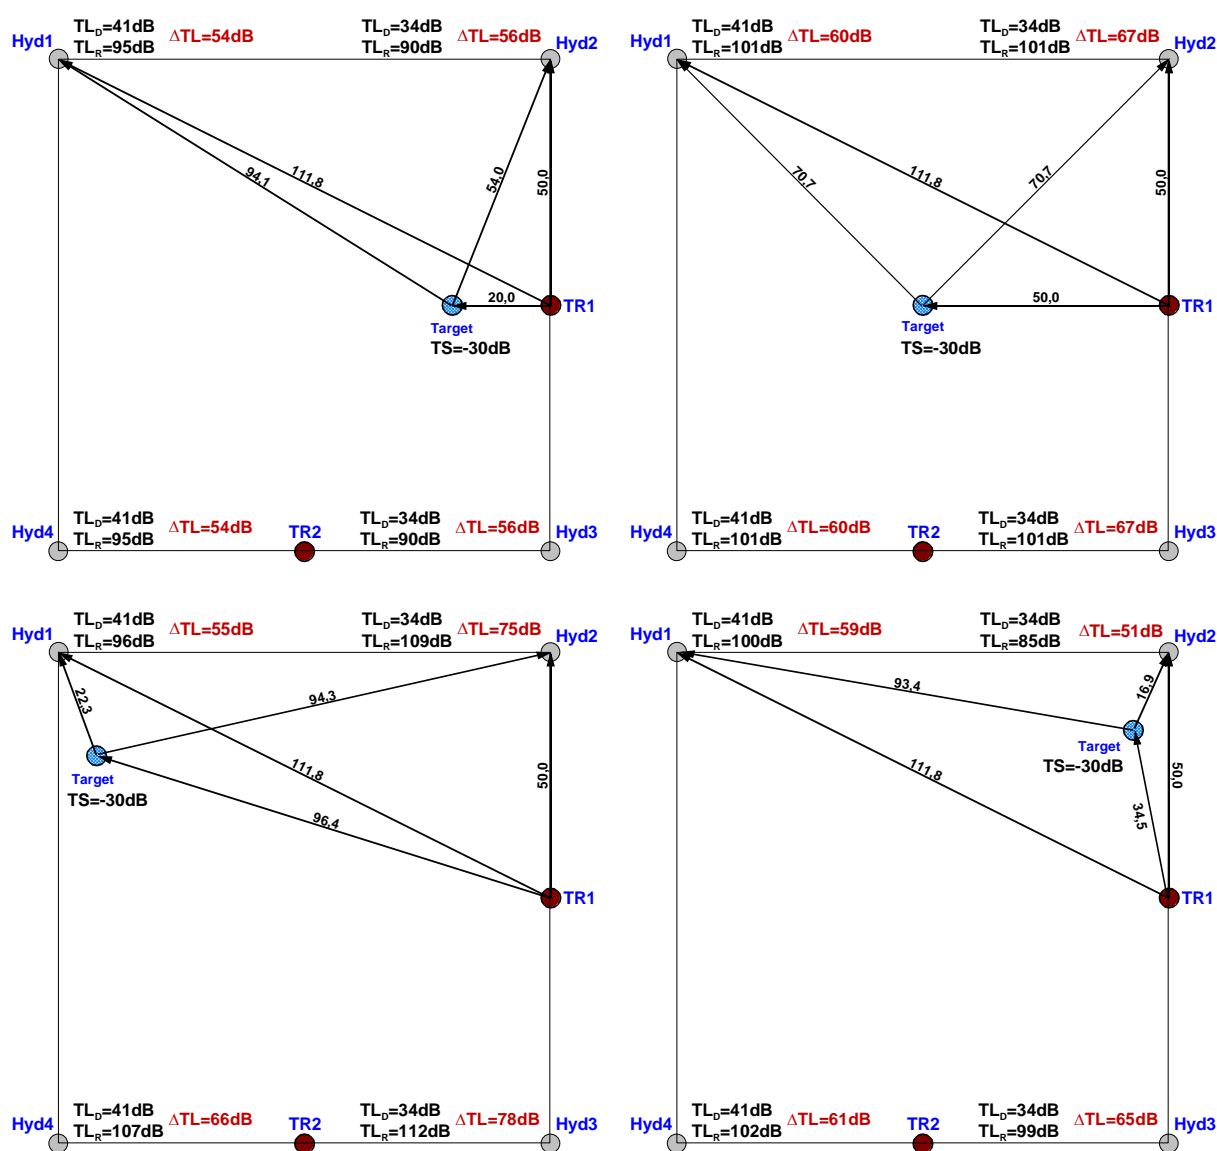 Hyd1
TL_D=41dB
TL_R=95dB
ΔTL=54dB
TL_D=34dB
TL_R=90dB
ΔTL=56dB
Hyd2
94,1
111,8
54,0
50,0
20,0
TR1
Target
TS=-30dB
Hyd4
TL_D=41dB
TL_R=95dB
ΔTL=54dB
TR2
TL_D=34dB
TL_R=90dB
ΔTL=56dB
Hyd3
Hyd1
TL_D=41dB
TL_R=101dB
ΔTL=60dB
TL_D=34dB
TL_R=101dB
ΔTL=67dB
Hyd2
70,7
111,8
70,7
50,0
50,0
TR1
Target
TS=-30dB
Hyd4
TL_D=41dB
TL_R=101dB
ΔTL=60dB
TR2
TL_D=34dB
TL_R=101dB
ΔTL=67dB
Hyd3
Hyd1
TL_D=41dB
TL_R=96dB
ΔTL=55dB
TL_D=34dB
TL_R=109dB
ΔTL=75dB
Hyd2
22,3
94,3
111,8
50,0
Target
TS=-30dB
96,4
TR1
Hyd4
TL_D=41dB
TL_R=107dB
ΔTL=66dB
TR2
TL_D=34dB
TL_R=112dB
ΔTL=78dB
Hyd3
Hyd1
TL_D=41dB
TL_R=100dB
ΔTL=59dB
TL_D=34dB
TL_R=85dB
ΔTL=51dB
Hyd2
93,4
16,9
111,8
Target
TS=-30dB
50,0
34,5
TR1
Hyd4
TL_D=41dB
TL_R=102dB
ΔTL=61dB
TR2
TL_D=34dB
TL_R=99dB
ΔTL=65dB
Hyd3